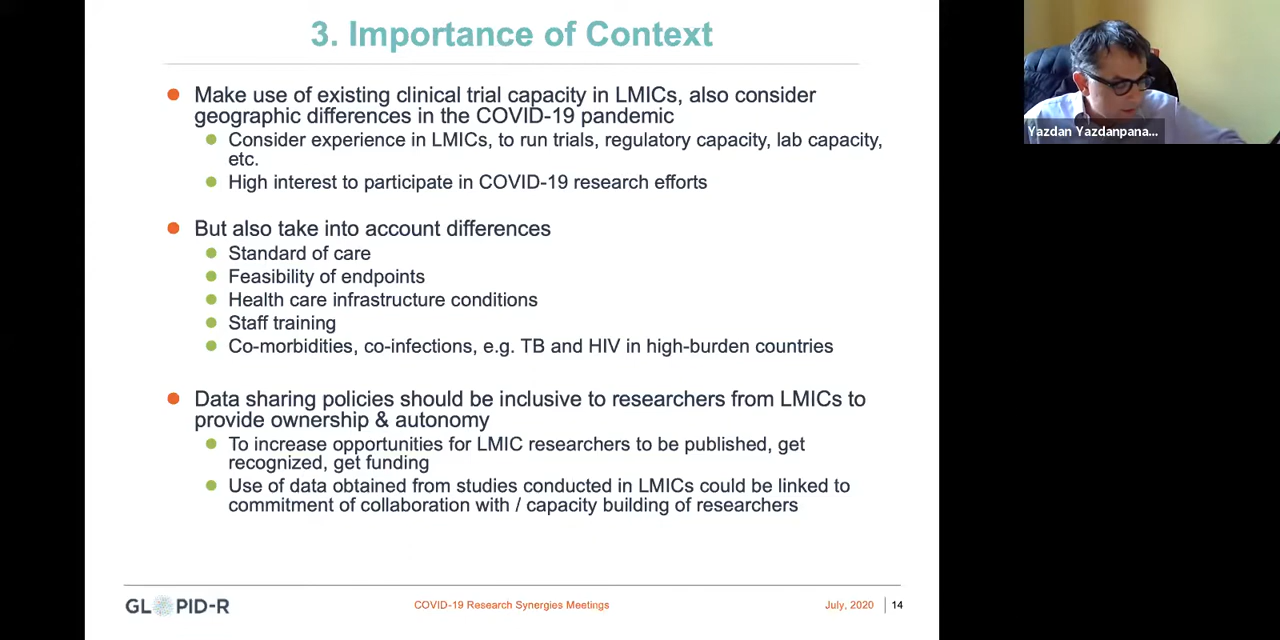 3. Importance of Context
Make use of existing clinical trial capacity in LMICs, also consider
geographic differences in the COVID-19 pandemic
Consider experience in LMICs, to run trials, regulatory capacity, lab capacity,
etc.
High interest to participate in COVID-19 research efforts
But also take into account differences
Standard of care
Feasibility of endpoints
Health care infrastructure conditions
Staff training
Co-morbidities, co-infections, e.g. TB and HIV in high-burden countries
Data sharing policies should be inclusive to researchers from LMICs to
provide ownership & autonomy
To increase opportunities for LMIC researchers to be published, get
recognized, get funding
Use of data obtained from studies conducted in LMICs could be linked to
commitment of collaboration with / capacity building of researchers
GLOPID-R
COVID-19 Research Synergies Meetings
July, 2020
14
Yazdan Yazdanpana...